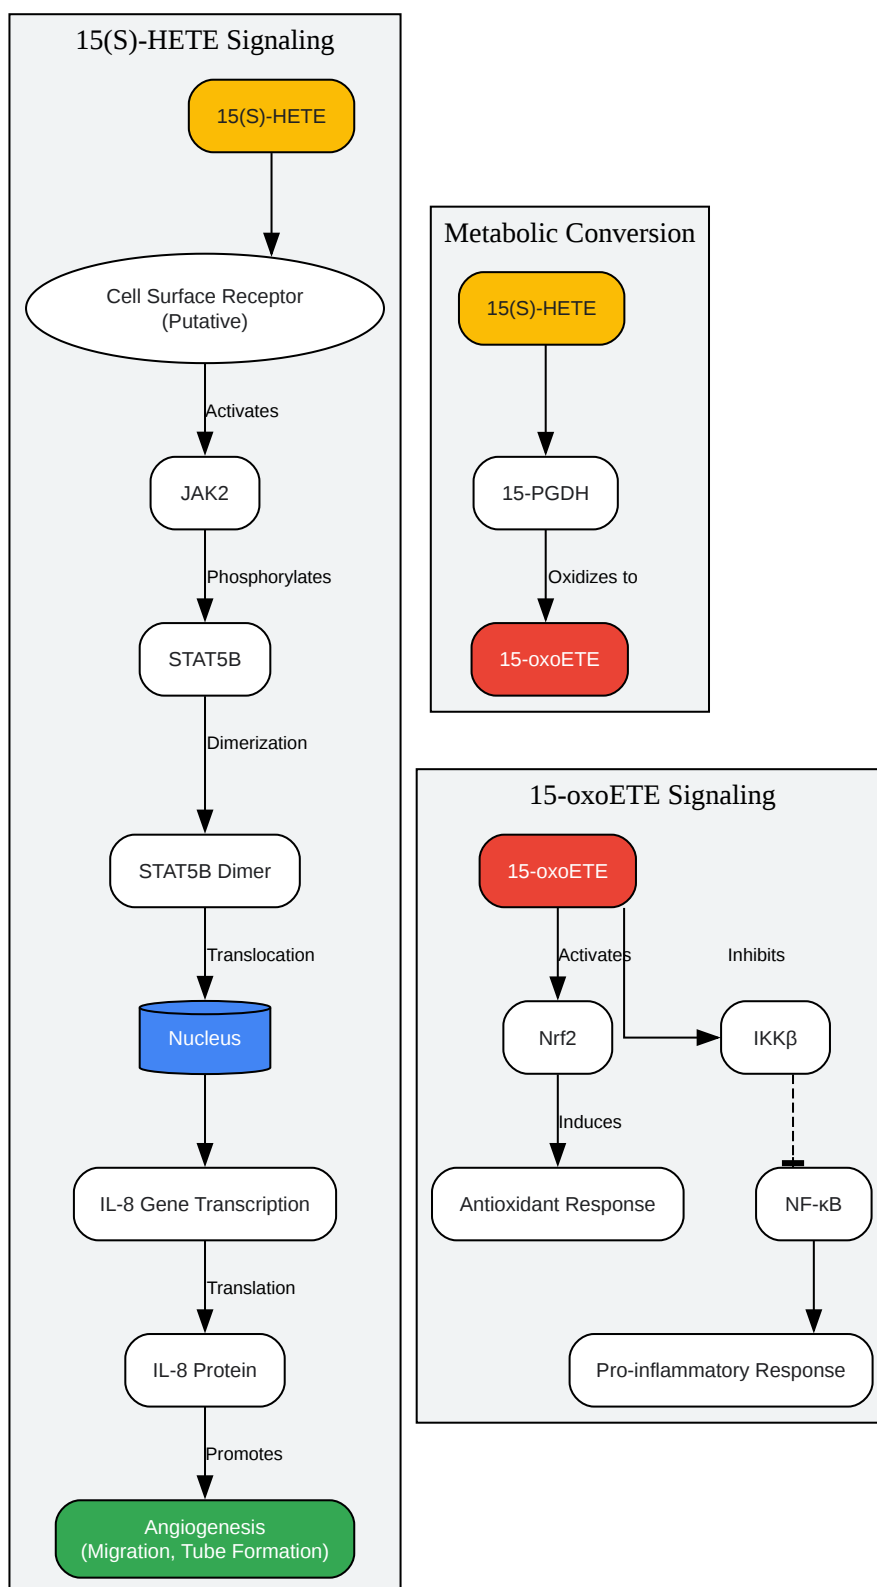 15(S)-HETE Signaling
15(S)-HETE
Cell Surface Receptor
(Putative)
Activates
JAK2
Phosphorylates
STAT5B
Dimerization
STAT5B Dimer
Translocation
Nucleus
IL-8 Gene Transcription
Translation
IL-8 Protein
Promotes
Angiogenesis
(Migration, Tube Formation)
Metabolic Conversion
15(S)-HETE
15-PGDH
Oxidizes to
15-oxoETE
15-oxoETE Signaling
15-oxoETE
Activates
Inhibits
Nrf2
IKKβ
Induces
Antioxidant Response
NF-κB
Pro-inflammatory Response